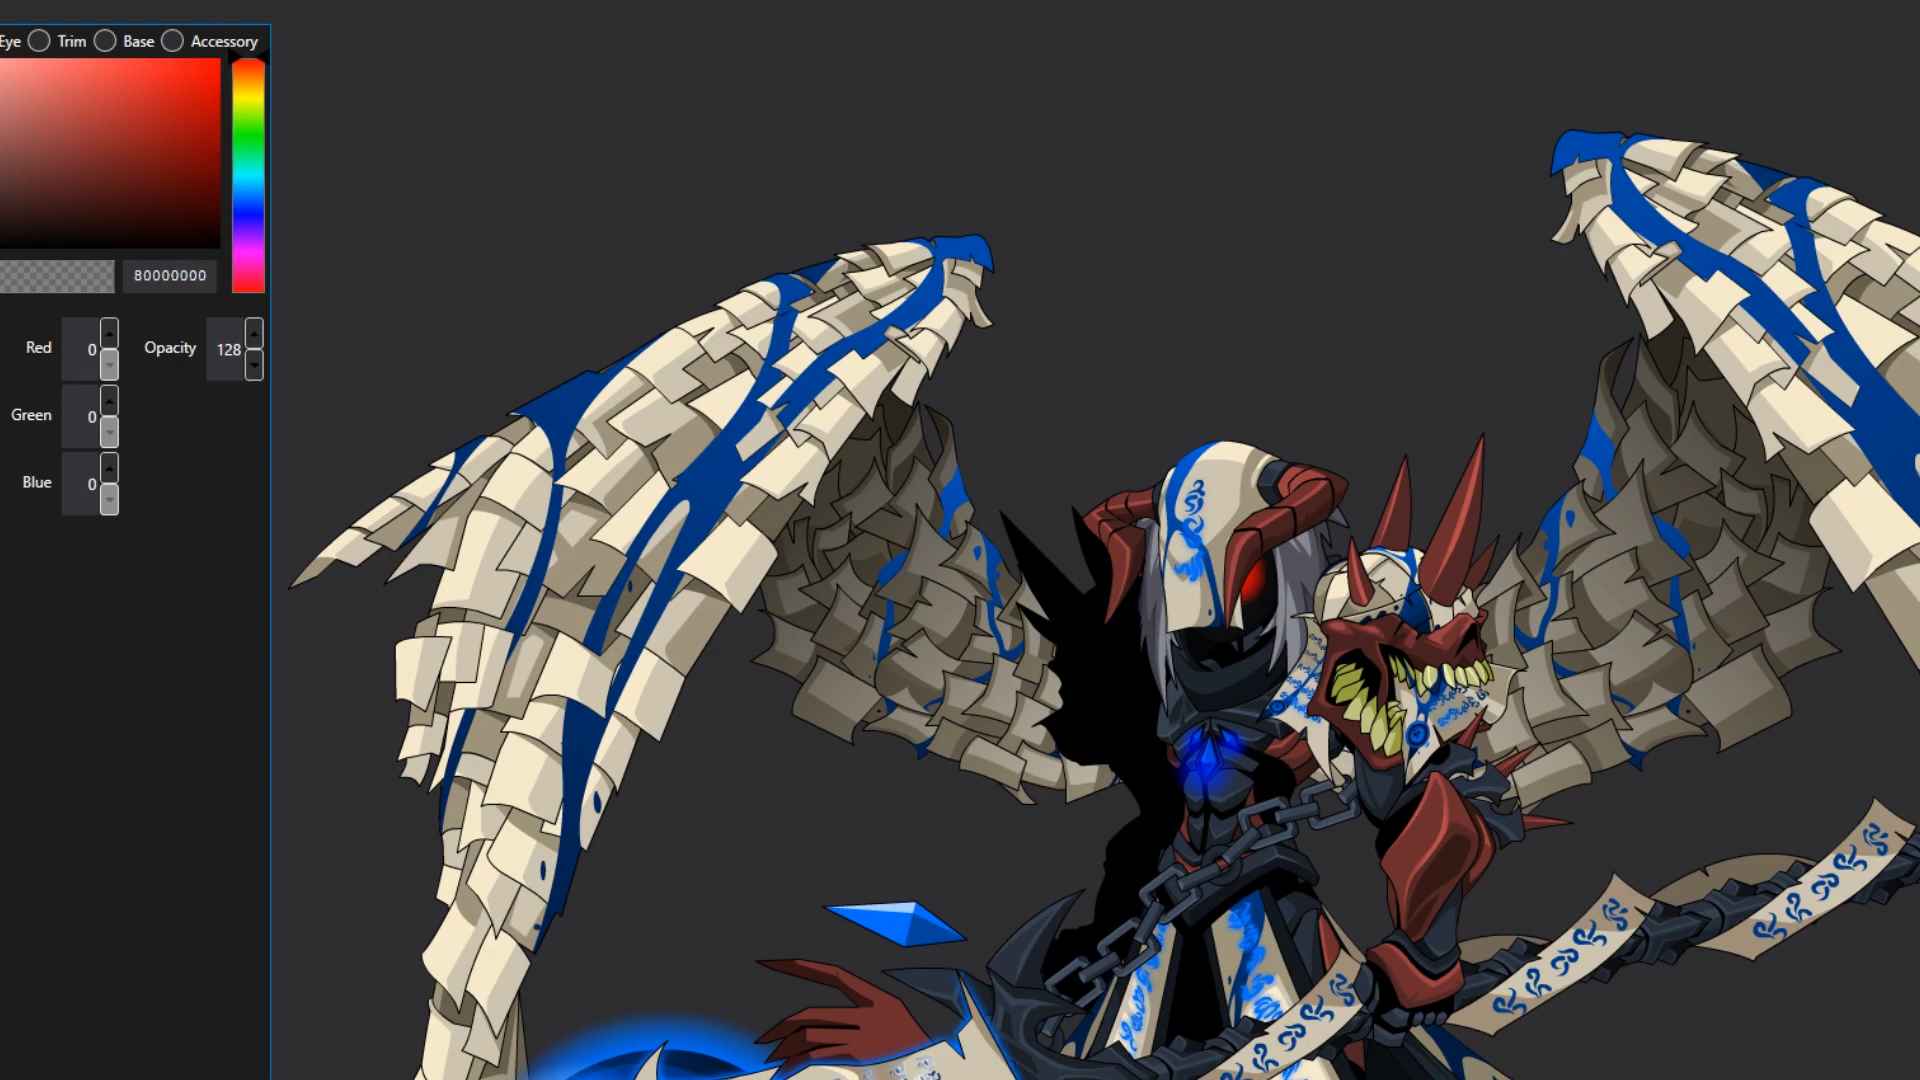 Eye Trim Base Accessory
80000000
Red 0 Opacity 128
Green 0
Blue 0